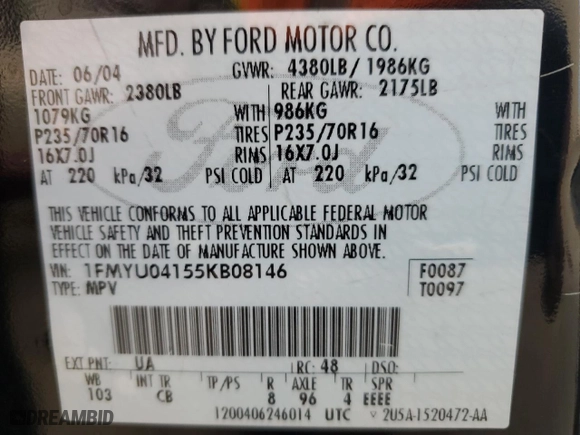 MFD. BY FORD MOTOR CO.
DATE: 06/04 GVWR: 4380LB/ 1986KG
FRONT GAWR: 2380LB REAR GAWR: 2175LB
1079KG WITH 986KG WITH
P235/70R16 TIRES P235/70R16 TIRES
16X7.0J RIMS 16X7.0J RIMS
AT 220 kPa/32 PSI COLD AT 220 kPa/32 PSI COLD
Ford
THIS VEHICLE CONFORMS TO ALL APPLICABLE FEDERAL MOTOR
VEHICLE SAFETY AND THEFT PREVENTION STANDARDS IN
EFFECT ON THE DATE OF MANUFACTURE SHOWN ABOVE.
VIN: 1FMYU04155KB08146 F0087
TYPE: MPV T0097
EXT PNT: UA RC: 48 DSO:
WB INT TR TP/PS R AXLE TR SPR
103 CB 8 96 4 EEEE
1200406246014 UTC 2U5A-1520472-AA
DREAMBID